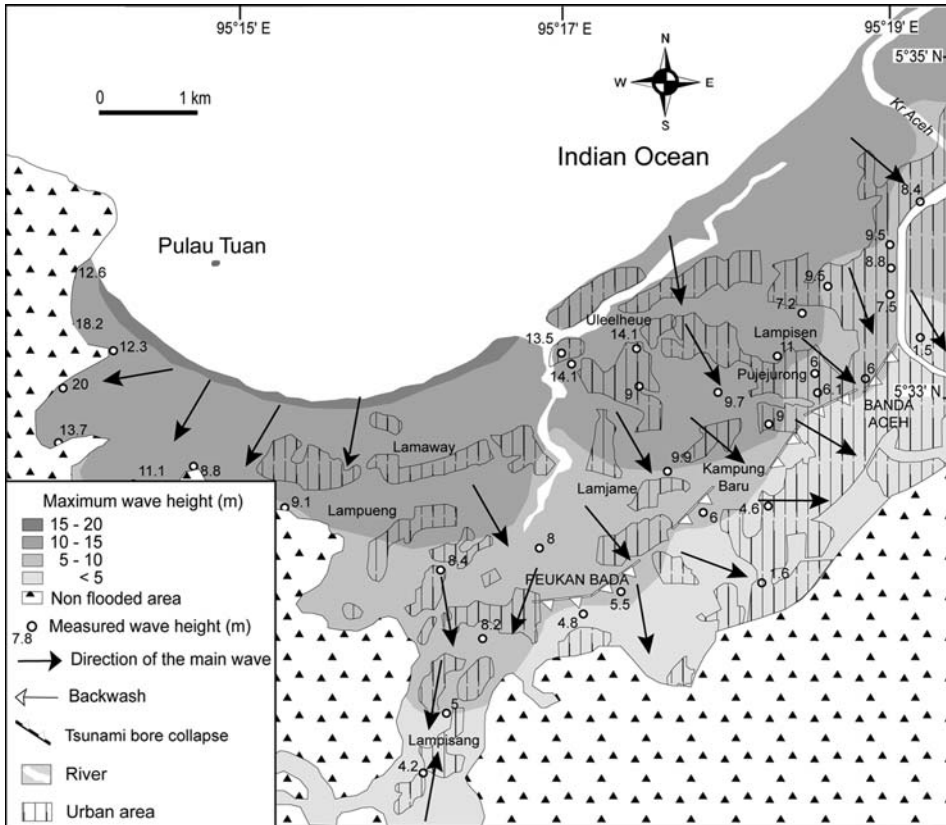 95°15' E
95°17' E
95°19' E
5°35' N
N
W
E
S
0
1 km
Kr Aceh
Indian Ocean
8.4
Pulau Tuan
9.5
12.6
8.8
9.5
7.5
7.2
18.2
Uleelheue
Lampisen
13.5
14.1
12.3
11
1.5
14.1
Pujejurong
6
6
5°33' N
20
9
9.7
6.1
BANDA
ACEH
9
13.7
Lamaway
11.1
8.8
9.9
Kampung
Baru
Lamjame
9.1
Lampueng
6
4.6
8
8.4
PEUKAN BADA
1.6
5.5
4.8
8.2
5
Lampisang
4.2
Maximum wave height (m)
15 - 20
10 - 15
5 - 10
< 5
Non flooded area
Measured wave height (m)
7.8
Direction of the main wave
Backwash
Tsunami bore collapse
River
Urban area